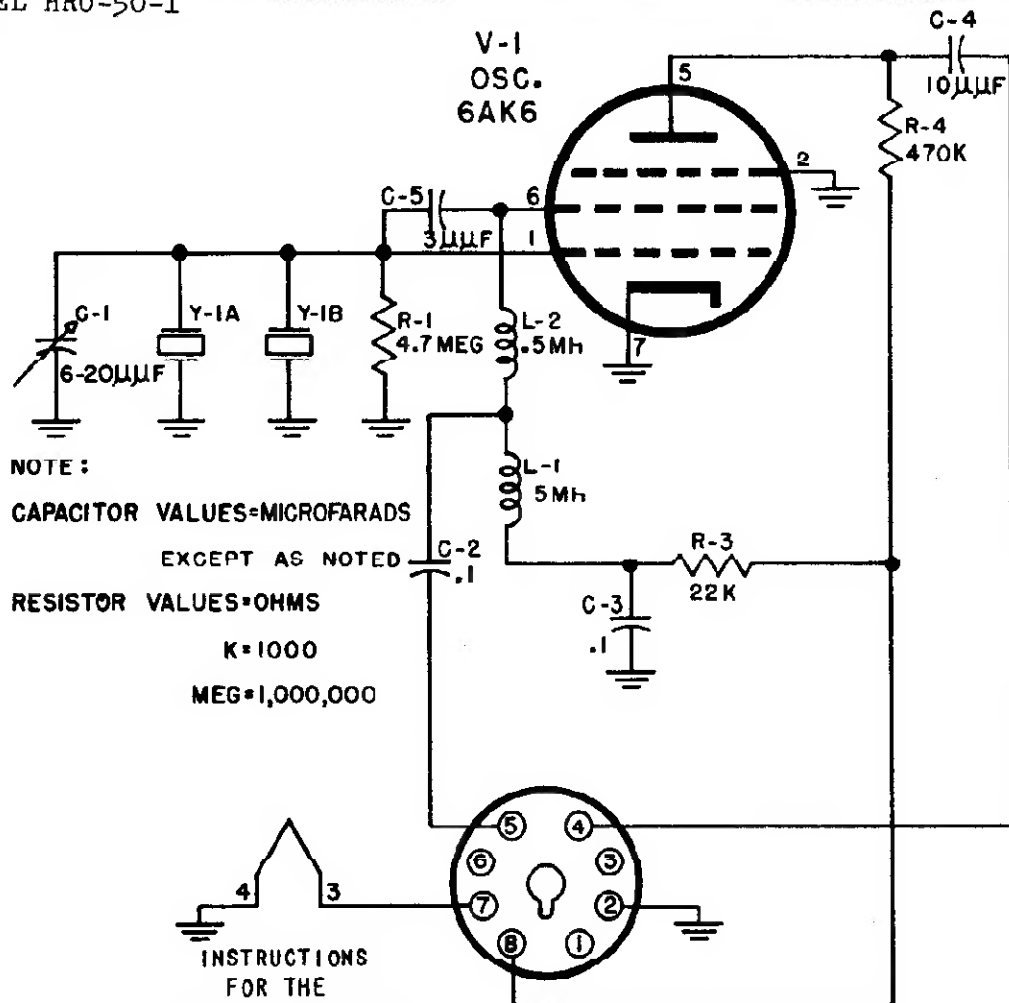 EL HRO-50-1
V-1
OSC.
6AK6
5
C-4
10μμF
R-4
470K
2
C-5
3μμF
6
1
C-1
6-20μμF
Y-1A
Y-1B
R-1
4.7 MEG
L-2
.5Mh
7
NOTE:
CAPACITOR VALUES=MICROFARADS
EXCEPT AS NOTED
RESISTOR VALUES=OHMS
K=1000
MEG=1,000,000
L-1
5Mh
C-2
.1
R-3
22K
C-3
.1
5
4
6
3
7
2
8
1
4
3
INSTRUCTIONS
FOR THE